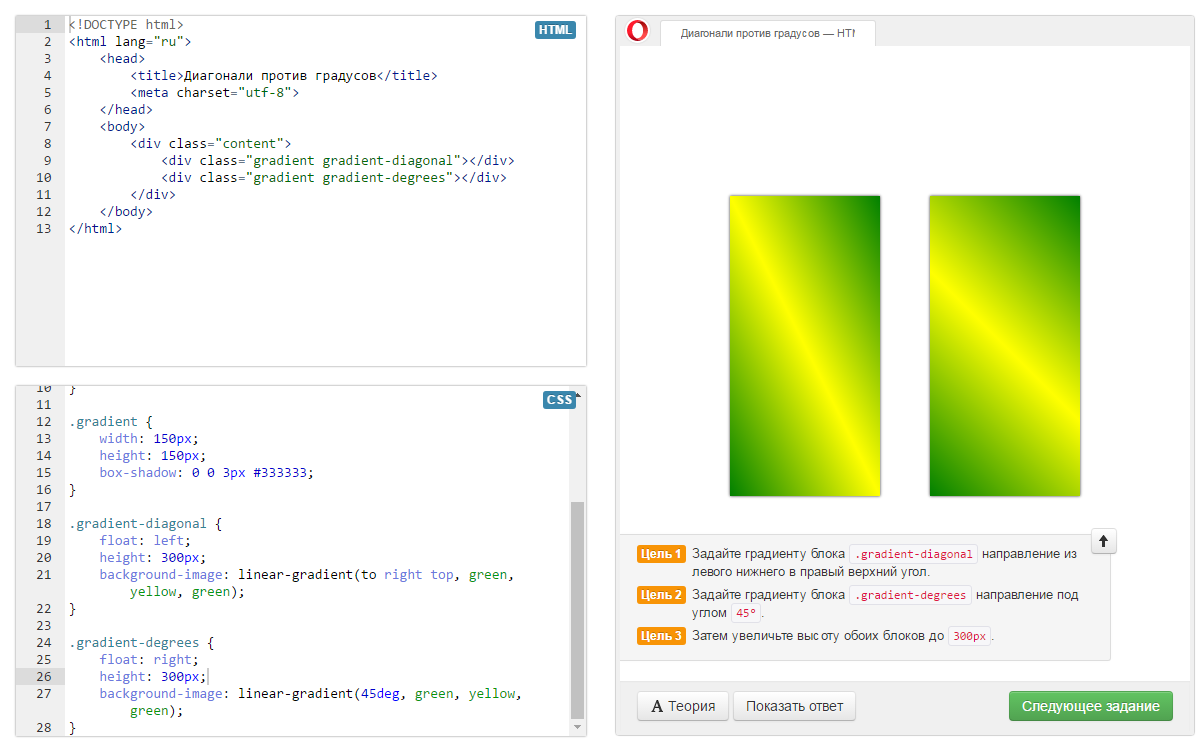 1 <!DOCTYPE html>
HTML
2 <html lang="ru">
3 <head>
4 <title>Диагонали против градусов</title>
5 <meta charset="utf-8">
6 </head>
7 <body>
8 <div class="content">
9 <div class="gradient gradient-diagonal"></div>
10 <div class="gradient gradient-degrees"></div>
11 </div>
12 </body>
13 </html>
10 }
CSS
11
12 .gradient {
13 width: 150px;
14 height: 150px;
15 box-shadow: 0 0 3px #333333;
16 }
17
18 .gradient-diagonal {
19 float: left;
20 height: 300px;
21 background-image: linear-gradient(to right top, green,
yellow, green);
22 }
23
24 .gradient-degrees {
25 float: right;
26 height: 300px;
27 background-image: linear-gradient(45deg, green, yellow,
green);
28 }
Диагонали против градусов — HTM
Цель 1 Задайте градиенту блока .gradient-diagonal направление из
левого нижнего в правый верхний угол.
Цель 2 Задайте градиенту блока .gradient-degrees направление под
углом 45°.
Цель 3 Затем увеличьте высоту обоих блоков до 300px.
A Теория
Показать ответ
Следующее задание